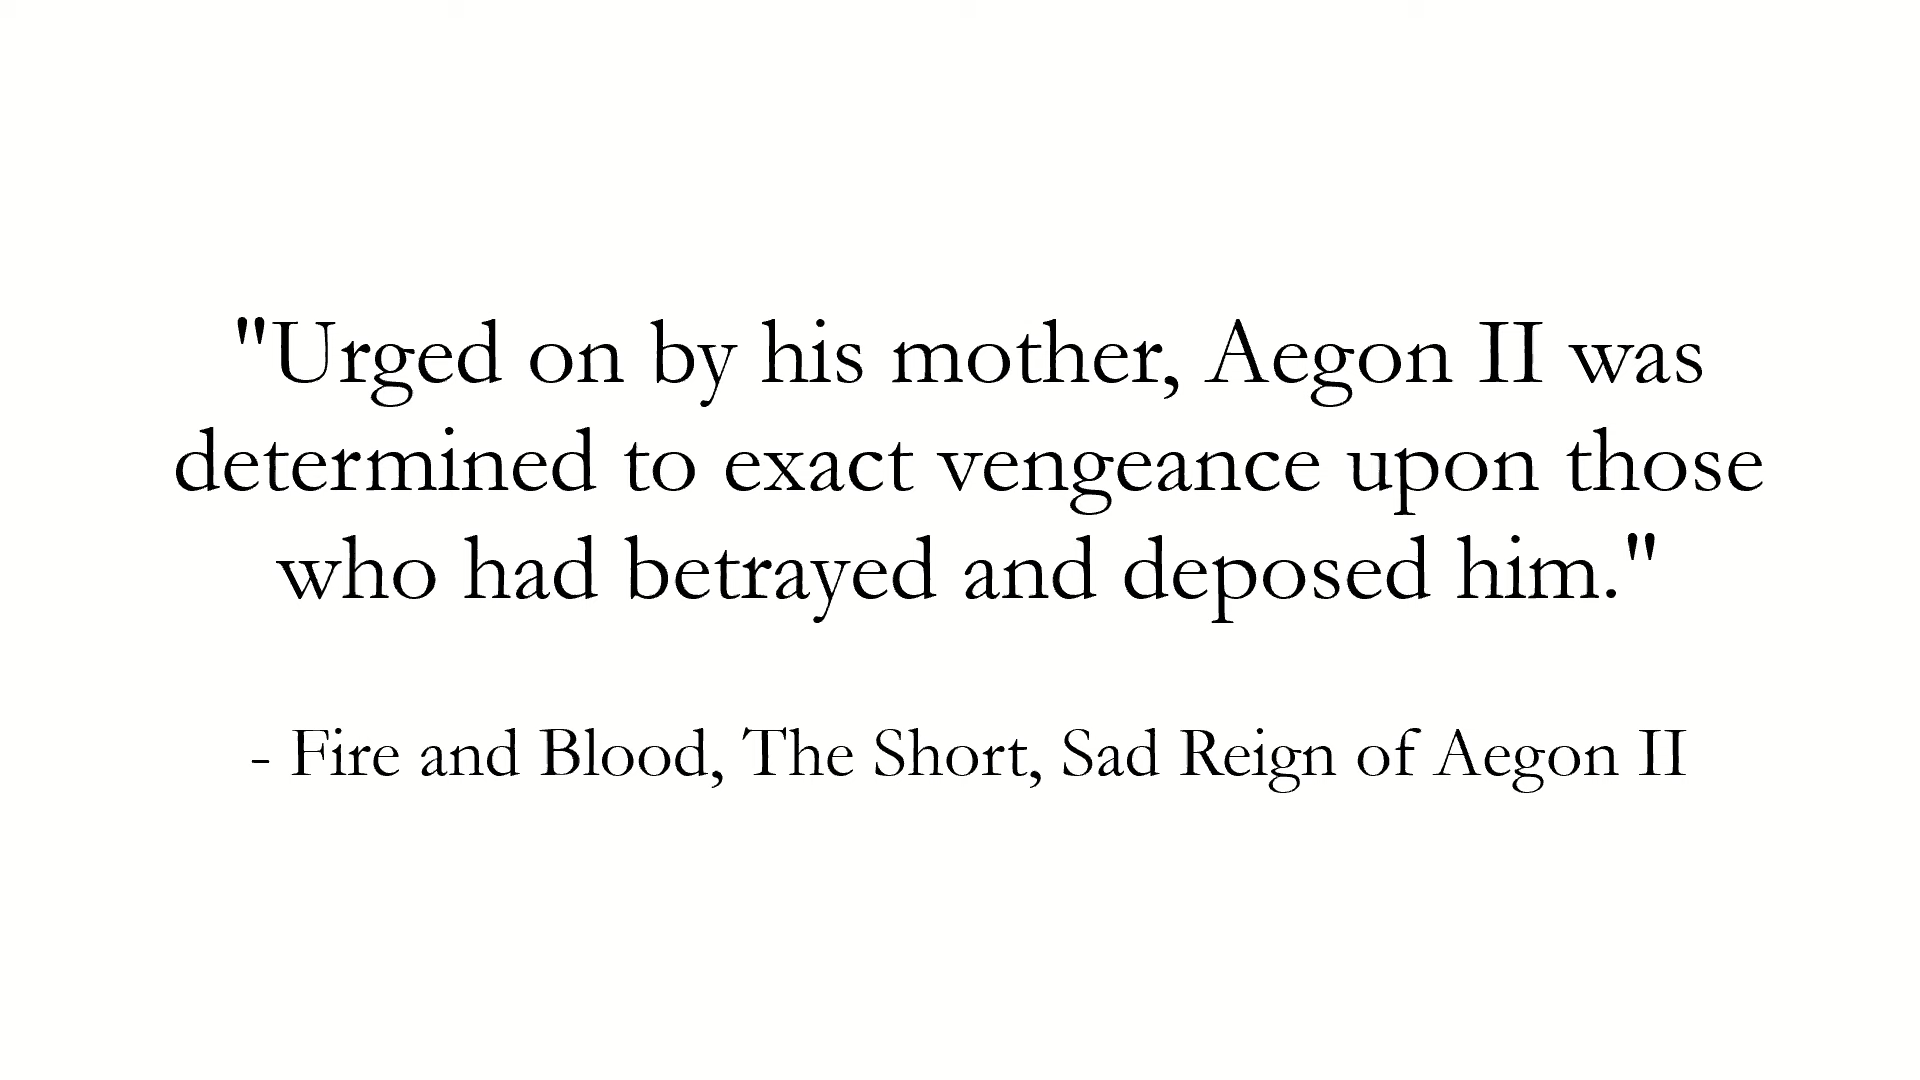 "Urged on by his mother, Aegon II was
determined to exact vengeance upon those
who had betrayed and deposed him."
- Fire and Blood, The Short, Sad Reign of Aegon II